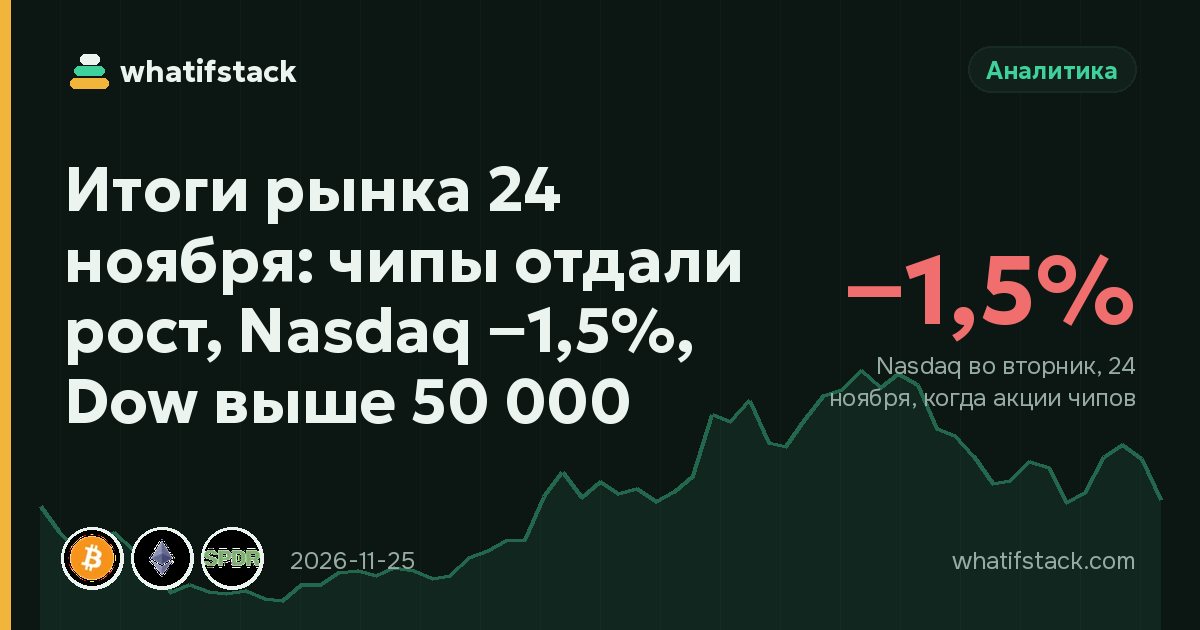 whatifstack
Аналитика
Итоги рынка 24
ноября: чипы отдали
рост, Nasdaq −1,5%,
Dow выше 50 000
−1,5%
Nasdaq во вторник, 24
ноября, когда акции чипов
SPDR
2026-11-25
whatifstack.com